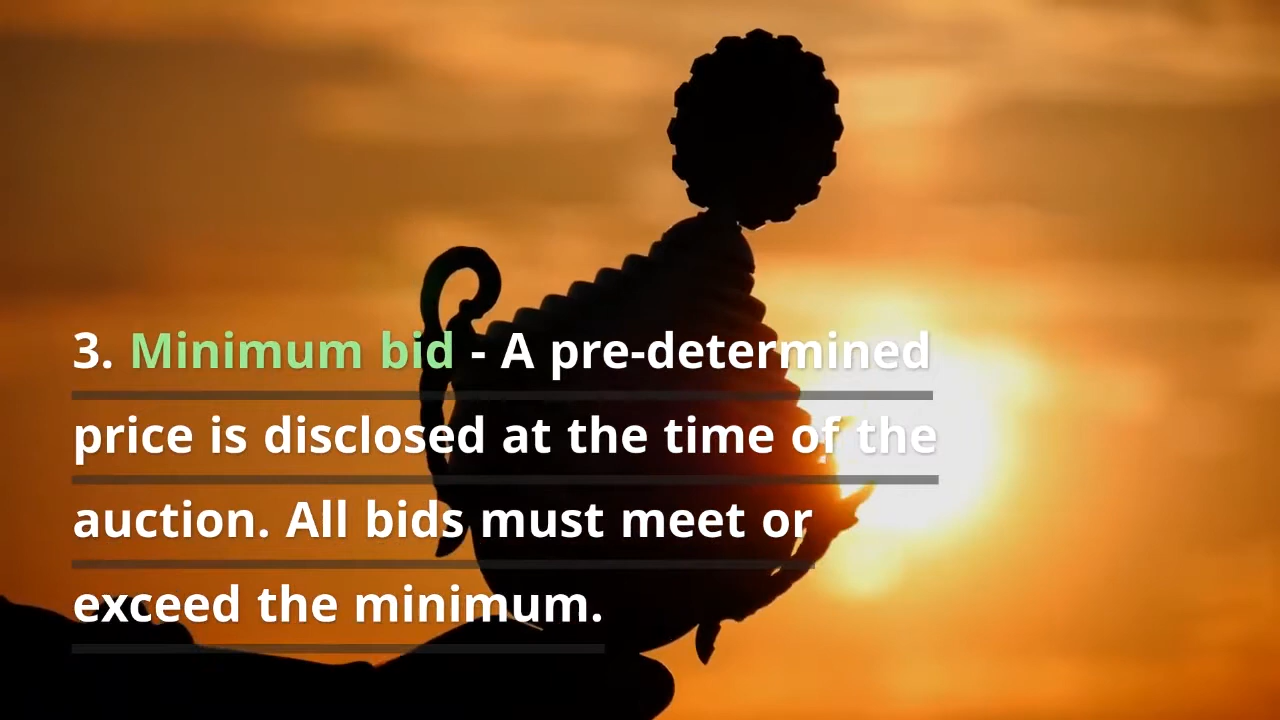 3. Minimum bid - A pre-determined
price is disclosed at the time of the
auction. All bids must meet or
exceed the minimum.